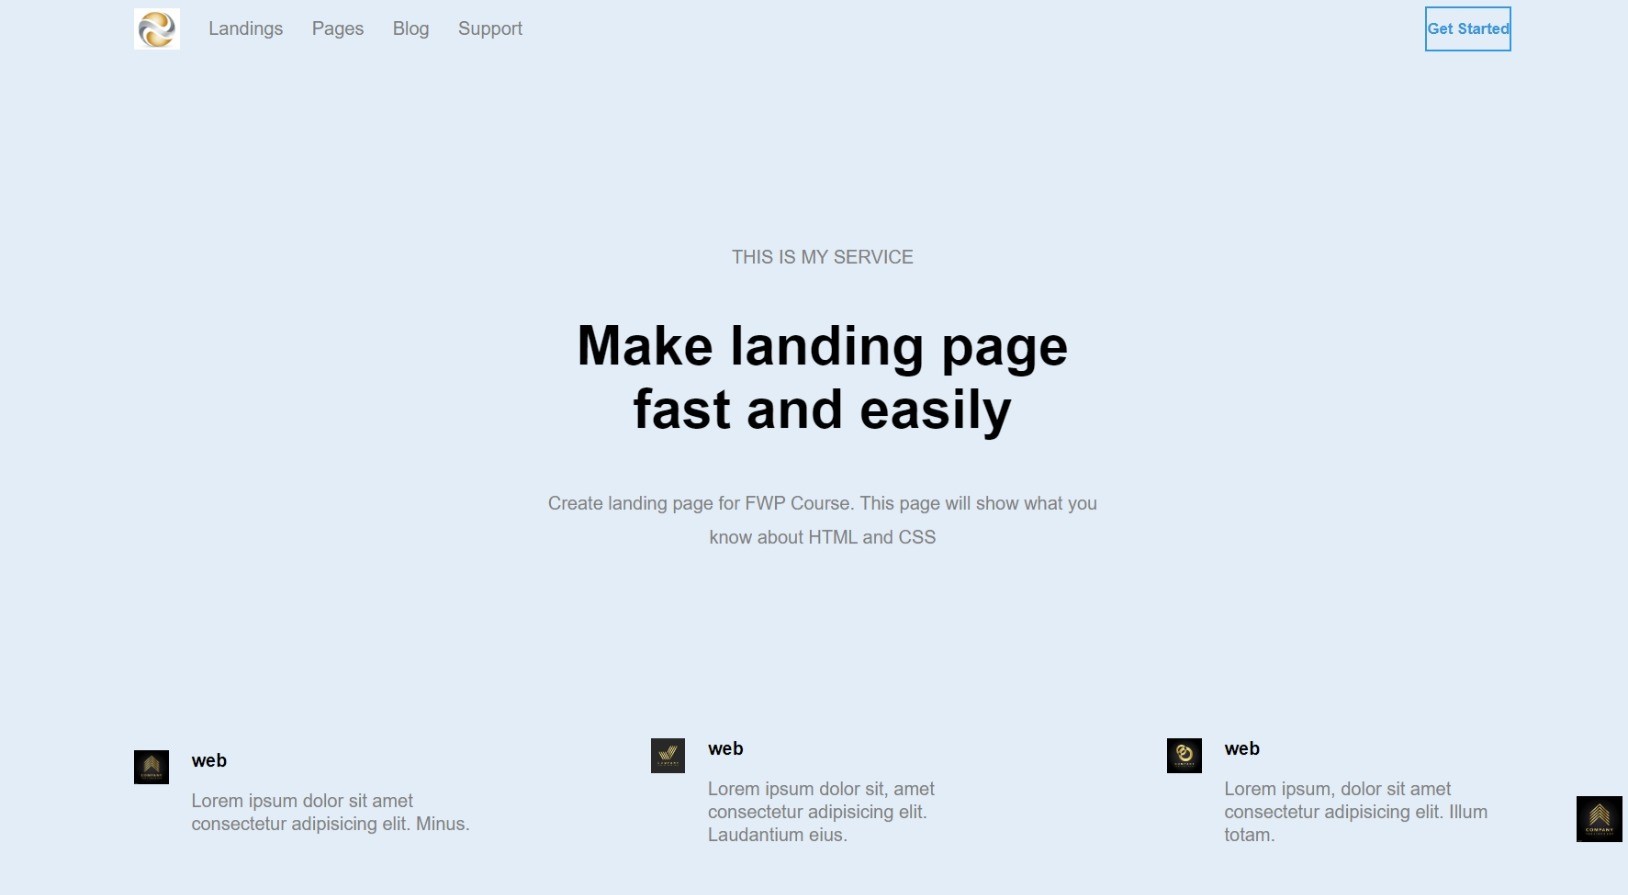 Landings Pages Blog Support Get Started
THIS IS MY SERVICE
Make landing page
fast and easily
Create landing page for FWP Course. This page will show what you
know about HTML and CSS
web
Lorem ipsum dolor sit amet
consectetur adipisicing elit. Minus.
web
Lorem ipsum dolor sit, amet
consectetur adipisicing elit.
Laudantium eius.
web
Lorem ipsum, dolor sit amet
consectetur adipisicing elit. Illum
totam.
COMPANY